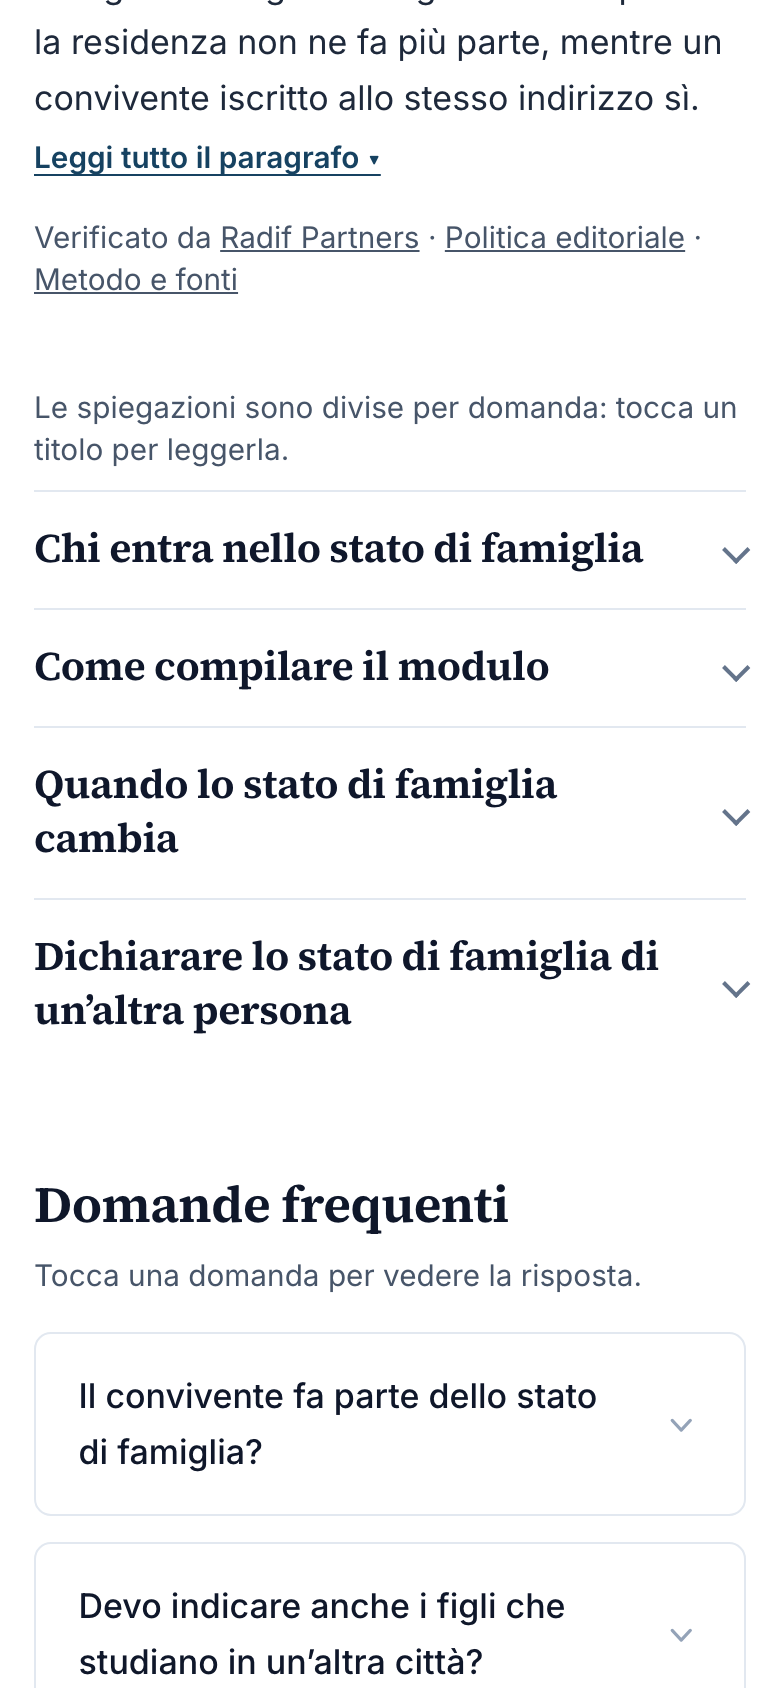 la residenza non ne fa più parte, mentre un
convivente iscritto allo stesso indirizzo sì.
Leggi tutto il paragrafo ▾
Verificato da Radif Partners · Politica editoriale ·
Metodo e fonti
Le spiegazioni sono divise per domanda: tocca un
titolo per leggerla.
Chi entra nello stato di famiglia
Come compilare il modulo
Quando lo stato di famiglia
cambia
Dichiarare lo stato di famiglia di
un’altra persona
Domande frequenti
Tocca una domanda per vedere la risposta.
Il convivente fa parte dello stato
di famiglia?
Devo indicare anche i figli che
studiano in un’altra città?